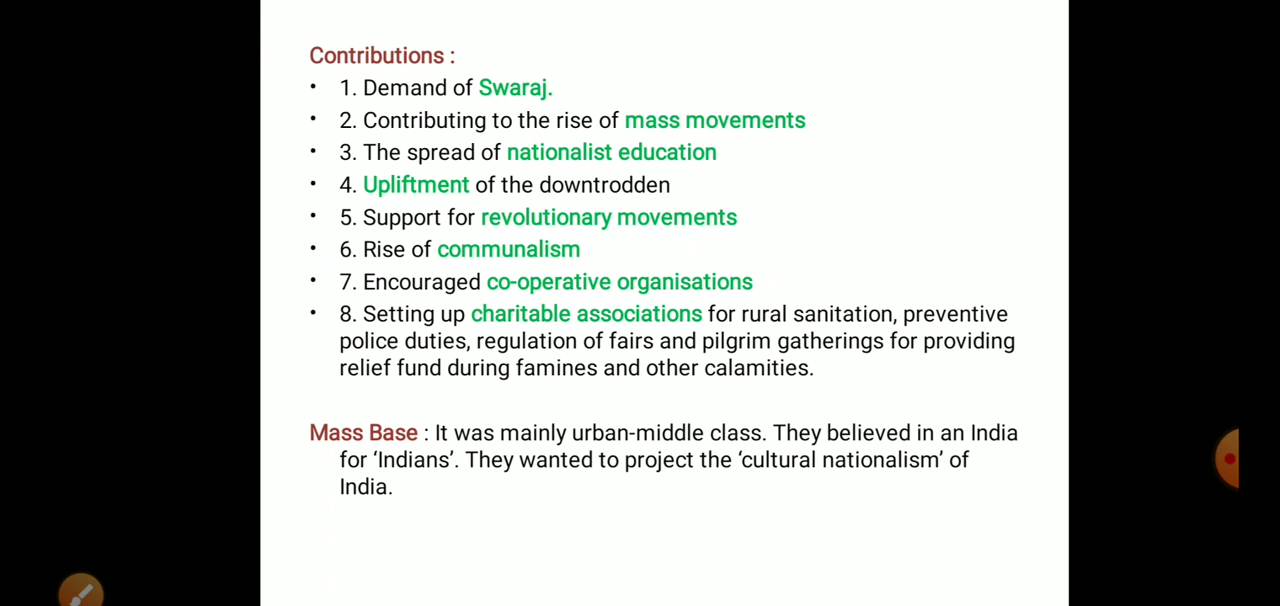 Contributions :
• 1. Demand of Swaraj.
• 2. Contributing to the rise of mass movements
• 3. The spread of nationalist education
• 4. Upliftment of the downtrodden
• 5. Support for revolutionary movements
• 6. Rise of communalism
• 7. Encouraged co-operative organisations
• 8. Setting up charitable associations for rural sanitation, preventive
police duties, regulation of fairs and pilgrim gatherings for providing
relief fund during famines and other calamities.
Mass Base : It was mainly urban-middle class. They believed in an India
for ‘Indians’. They wanted to project the ‘cultural nationalism’ of
India.